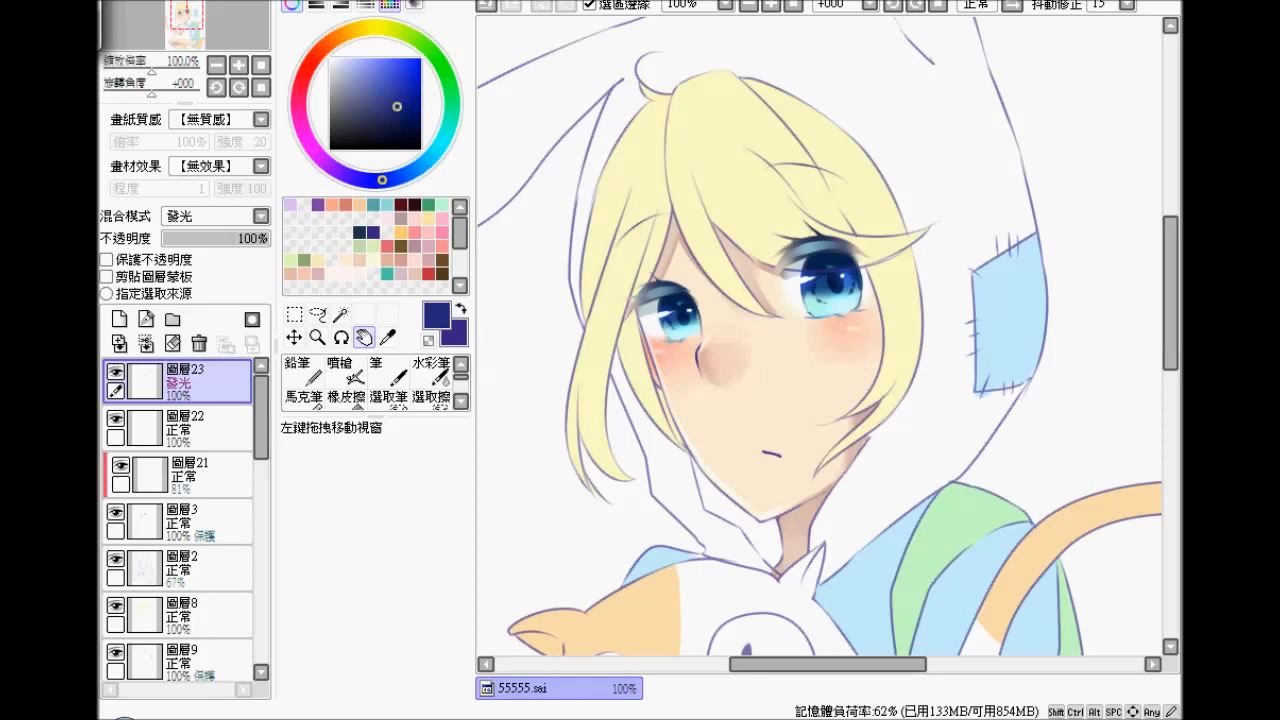 選區邊緣 100% +000 正常 抖動修正 15
縮放倍率 100.0%
旋轉角度 +000
畫紙質感 【無質感】
倍率 100% 強度 20
畫材效果 【無效果】
程度 1 強度 100
混合模式 發光
不透明度 100%
保護不透明度
剪貼圖層蒙板
指定選取來源
圖層23
發光
100%
圖層22
正常
100%
圖層21
正常
81%
圖層3
正常
100% 保護
圖層2
正常
67%
圖層8
正常
100%
圖層9
正常
100% 保護
鉛筆 噴槍 筆 水彩筆
馬克筆 橡皮擦 選取筆 選取擦
左鍵拖拽移動視窗
55555.sai 100%
記憶體負荷率:62% (已用133MB/可用854MB) Shift Ctrl Alt SPC Any